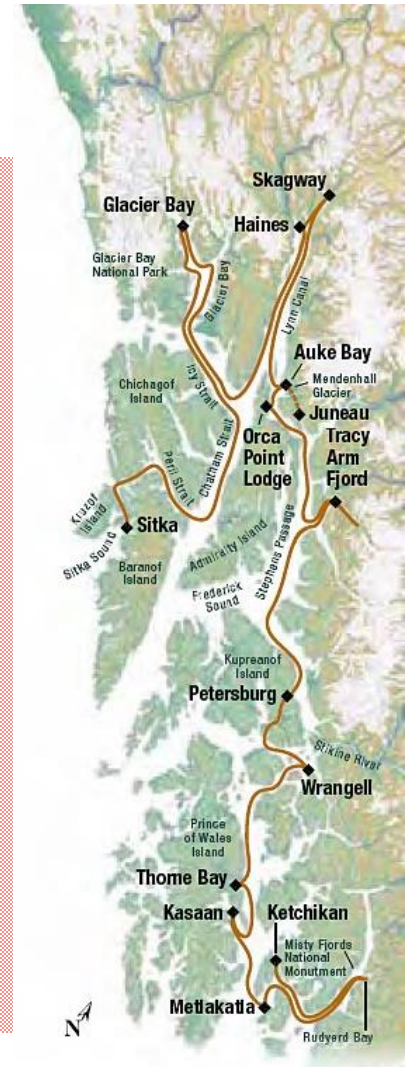 Skagway
Glacier Bay
Haines
Glacier Bay
National Park
Glacier Bay
Lynn Canal
Auke Bay
Icy Strait
Mendenhall
Glacier
Chichagof
Island
Juneau
Orca
Point
Lodge
Tracy
Arm
Fjord
Chatham Strait
Peril Strait
Kruzof
Island
Sitka
Sitka Sound
Admiralty Island
Stephens Passage
Baranof
Island
Frederick
Sound
Kupreanof
Island
Petersburg
Stikine River
Wrangell
Prince
of Wales
Island
Thorne Bay
Kasaan
Ketchikan
Misty Fjords
National
Monutment
Metlakatla
N
Rudyerd Bay